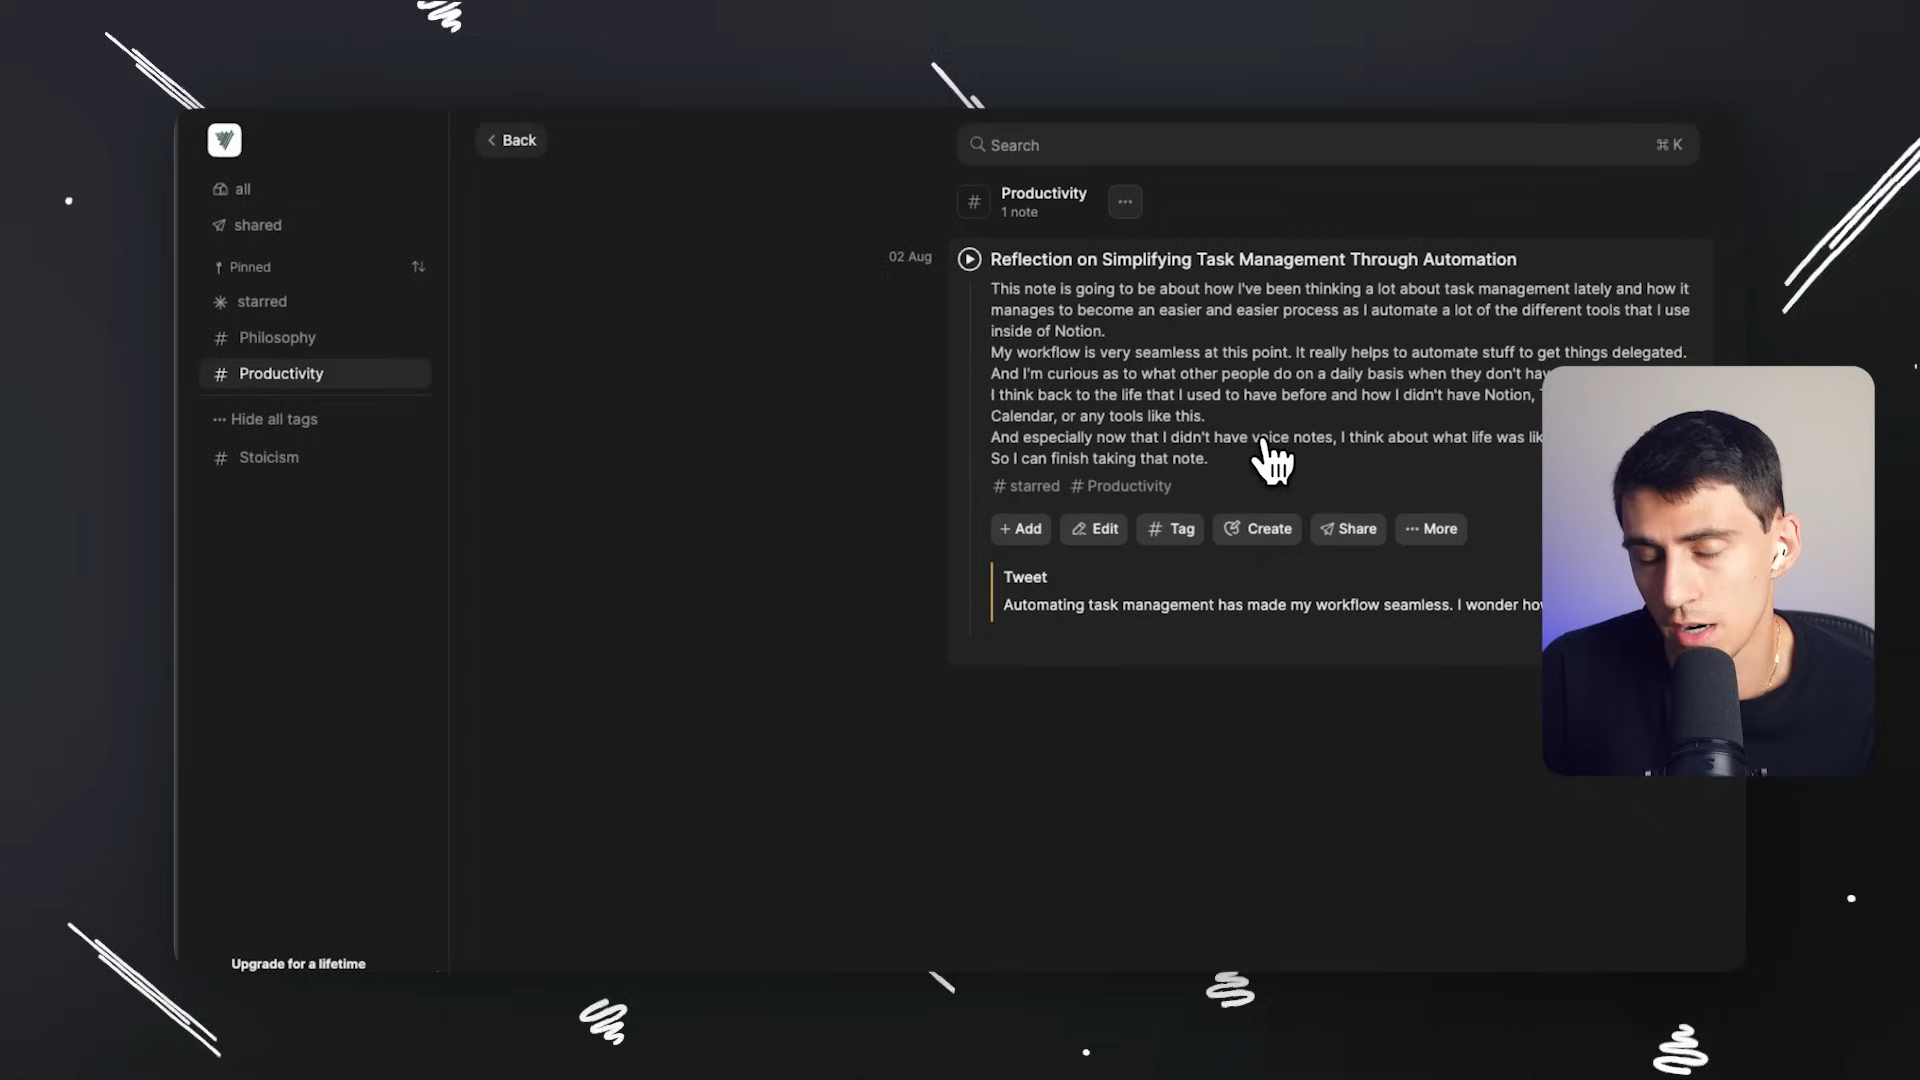 Back
Search
⌘ K
all
shared
Pinned
starred
# Philosophy
# Productivity
··· Hide all tags
# Stoicism
Upgrade for a lifetime
# Productivity
1 note
02 Aug
Reflection on Simplifying Task Management Through Automation
This note is going to be about how I've been thinking a lot about task management lately and how it
manages to become an easier and easier process as I automate a lot of the different tools that I use
inside of Notion.
My workflow is very seamless at this point. It really helps to automate stuff to get things delegated.
And I'm curious as to what other people do on a daily basis when they don't
I think back to the life that I used to have before and how I didn't have Notion,
Calendar, or any tools like this.
And especially now that I didn't have voice notes, I think about what life was
So I can finish taking that note.
# starred # Productivity
+ Add
Edit
# Tag
Create
Share
··· More
Tweet
Automating task management has made my workflow seamless. I wonder